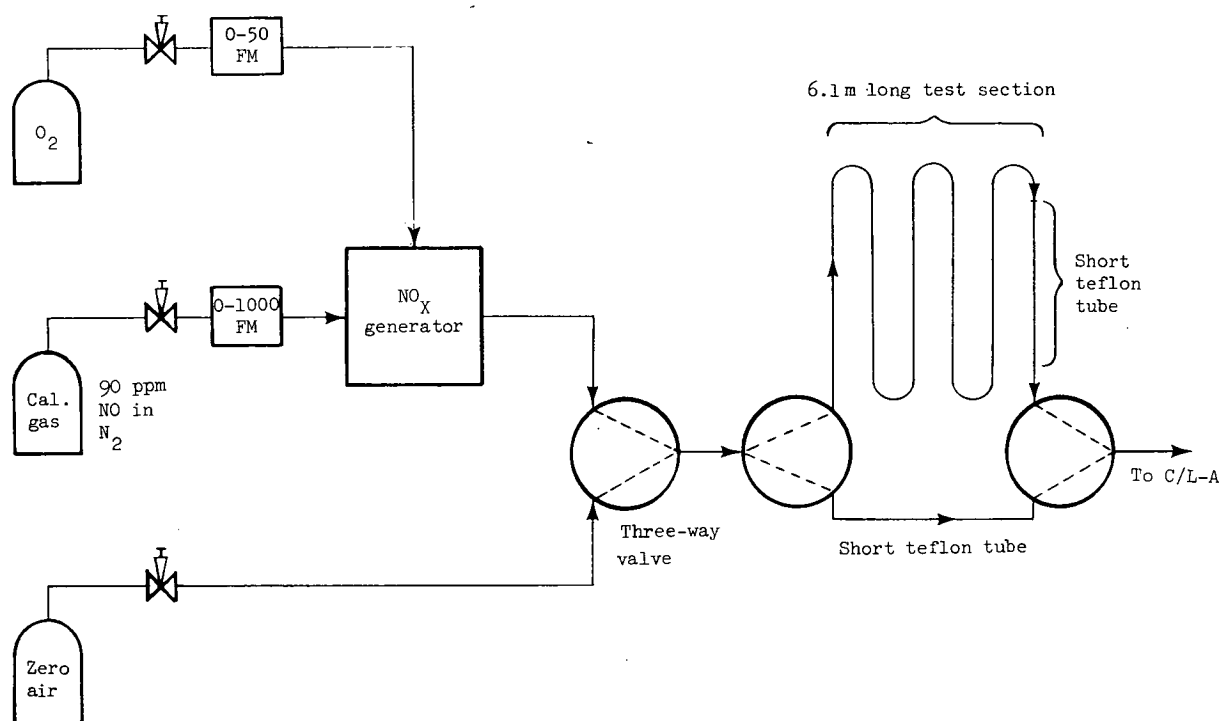 0-50
FM
O2
6.1m long test section
Short
teflon
tube
0-1000
FM
NOX
generator
Cal.
gas
90 ppm
NO in
N2
Three-way
valve
Short teflon tube
To C/L-A
Zero
air